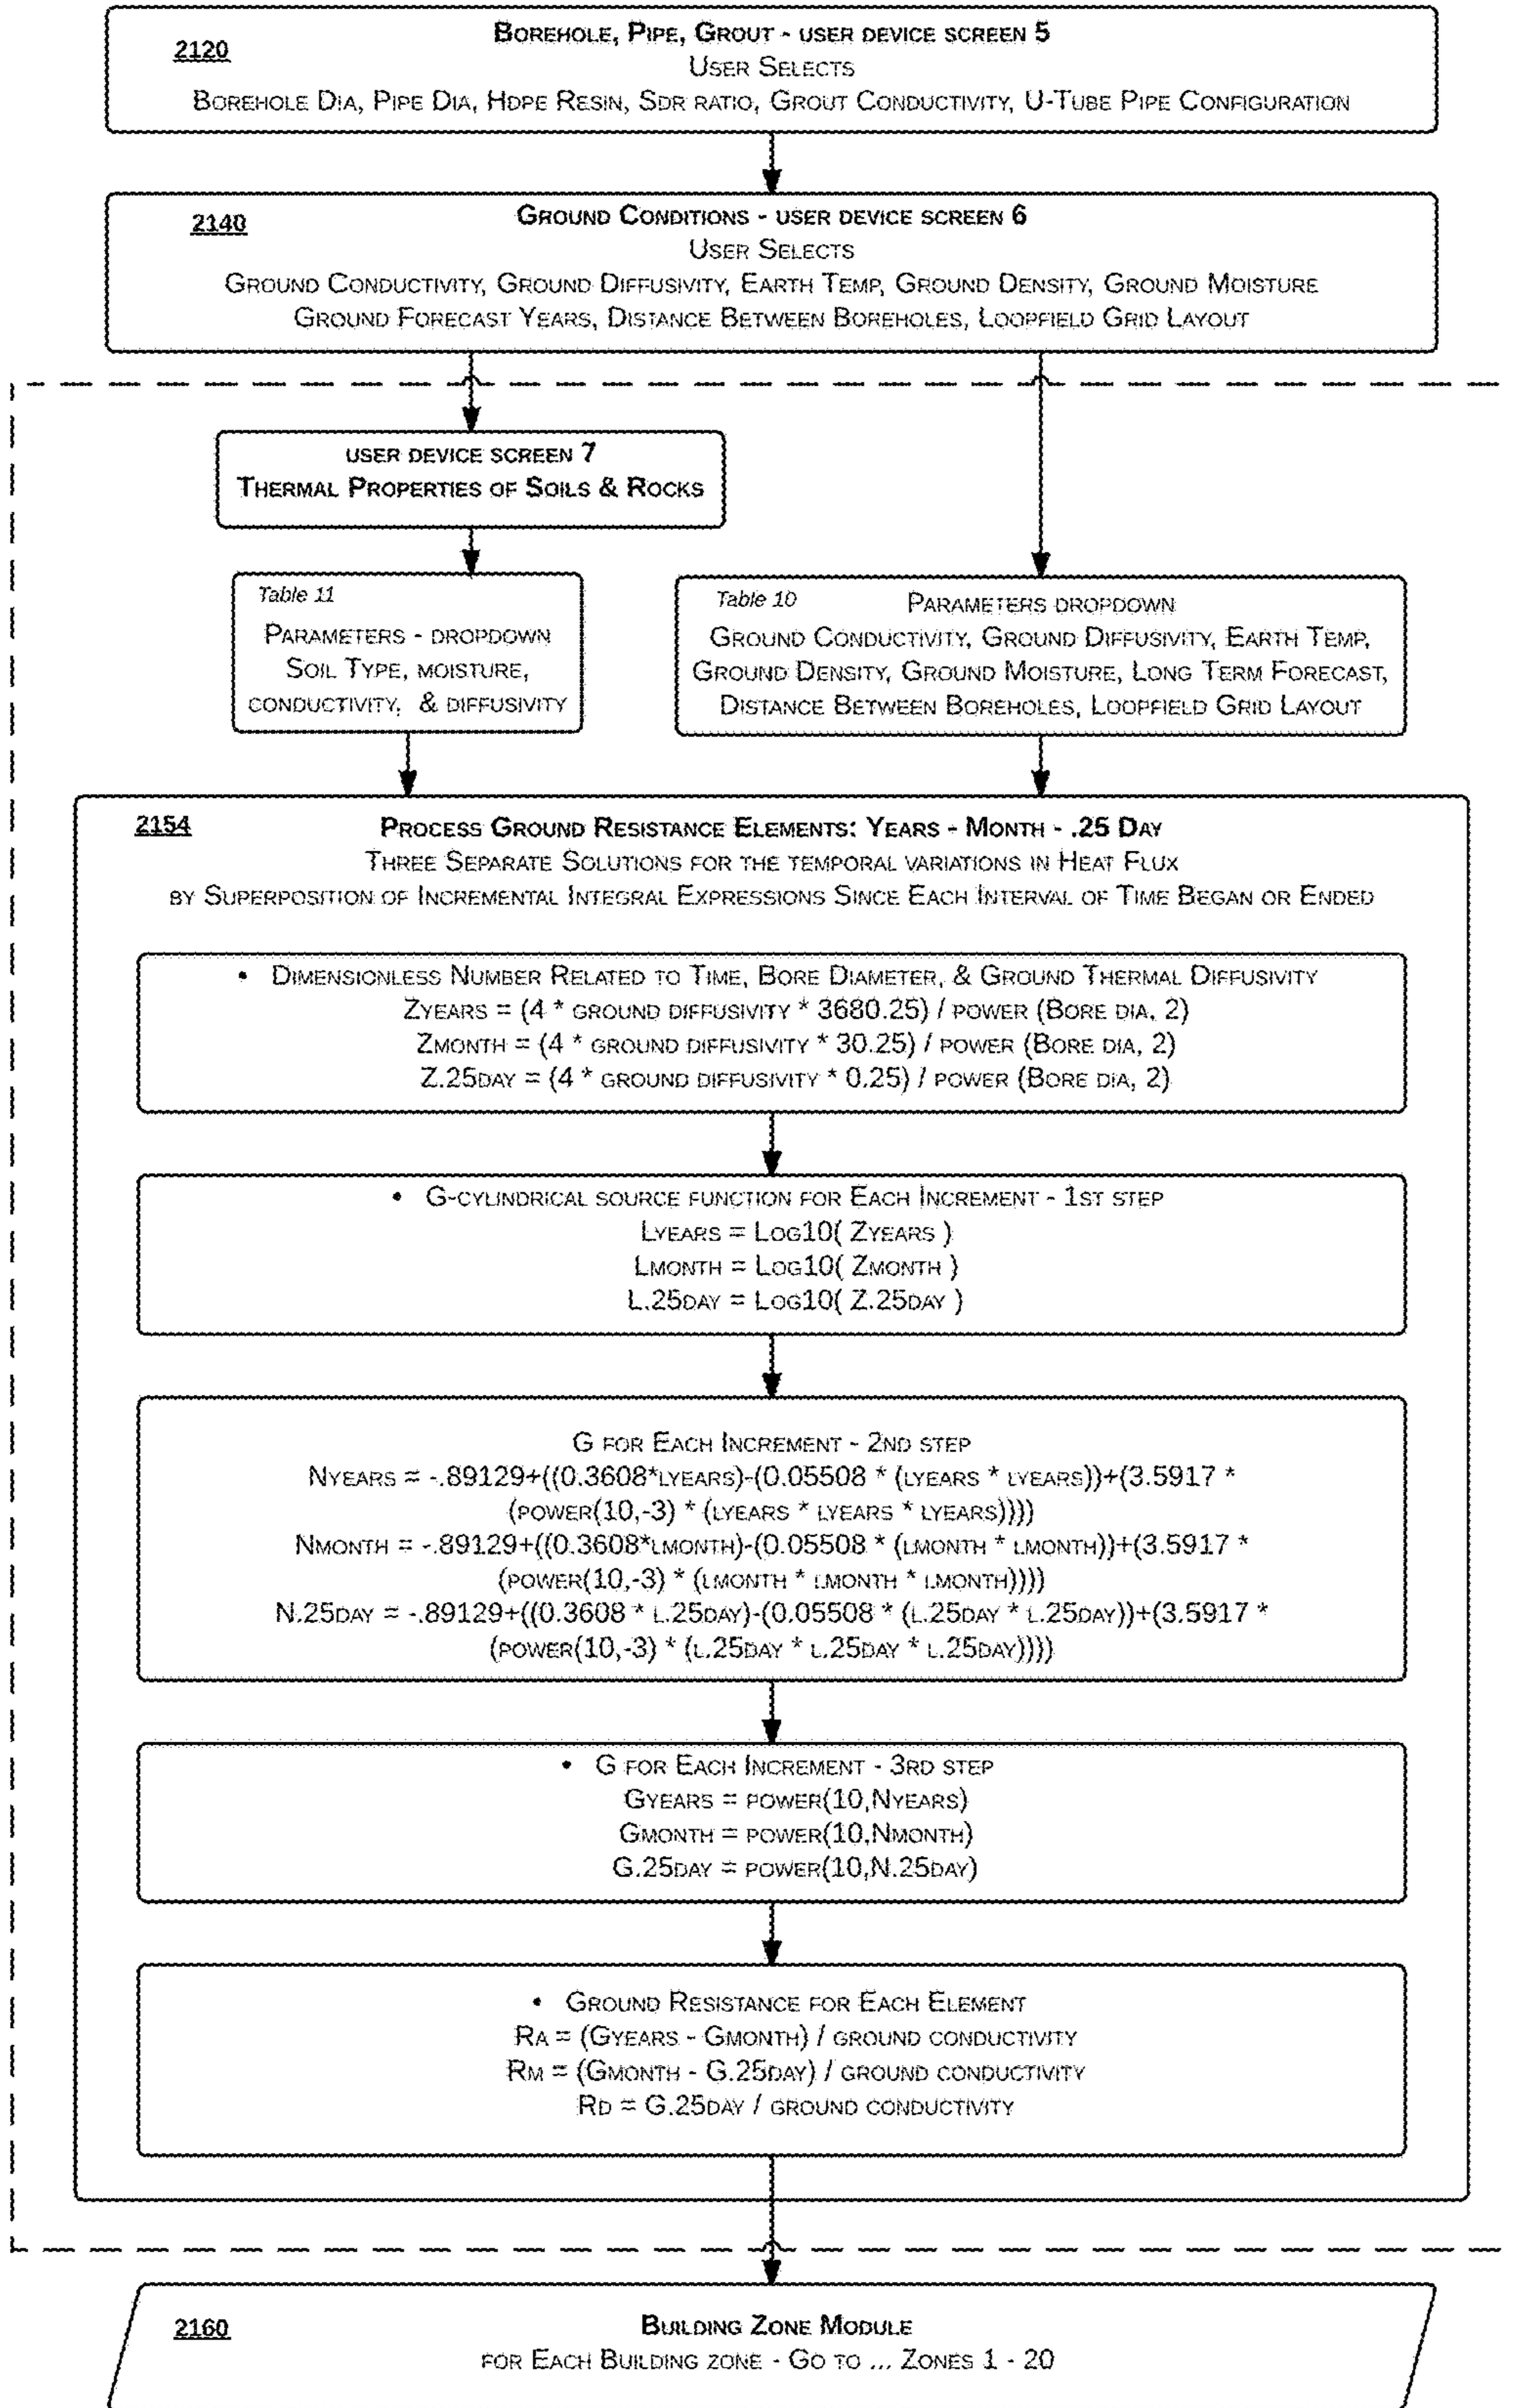 2120
Borehole, Pipe, Grout - user device screen 5
User Selects
Borehole Dia, Pipe Dia, Hdpe Resin, Sdr ratio, Grout Conductivity, U-Tube Pipe Configuration
2140
Ground Conditions - user device screen 6
User Selects
Ground Conductivity, Ground Diffusivity, Earth Temp, Ground Density, Ground Moisture
Ground Forecast Years, Distance Between Boreholes, Loopfield Grid Layout
user device screen 7
Thermal Properties of Soils & Rocks
Table 11
Parameters - dropdown
Soil Type, moisture,
conductivity, & diffusivity
Table 10
Parameters dropdown
Ground Conductivity, Ground Diffusivity, Earth Temp,
Ground Density, Ground Moisture, Long Term Forecast,
Distance Between Boreholes, Loopfield Grid Layout
2154
Process Ground Resistance Elements: Years - Month - .25 Day
Three Separate Solutions for the temporal variations in Heat Flux
by Superposition of Incremental Integral Expressions Since Each Interval of Time Began or Ended
• Dimensionless Number Related to Time, Bore Diameter, & Ground Thermal Diffusivity
Zyears = (4 * ground diffusivity * 3680.25) / power (Bore dia, 2)
Zmonth = (4 * ground diffusivity * 30.25) / power (Bore dia, 2)
Z.25day = (4 * ground diffusivity * 0.25) / power (Bore dia, 2)
• G-cylindrical source function for Each Increment - 1st step
Lyears = Log10( Zyears )
Lmonth = Log10( Zmonth )
L.25day = Log10( Z.25day )
G for Each Increment - 2nd step
Nyears = -.89129+((0.3608*lyears)-(0.05508 * (lyears * lyears))+(3.5917 *
(power(10,-3) * (lyears * lyears * lyears))))
Nmonth = -.89129+((0.3608*lmonth)-(0.05508 * (lmonth * lmonth))+(3.5917 *
(power(10,-3) * (lmonth * lmonth * lmonth))))
N.25day = -.89129+((0.3608 * l.25day)-(0.05508 * (l.25day * l.25day))+(3.5917 *
(power(10,-3) * (l.25day * l.25day * l.25day))))
• G for Each Increment - 3rd step
Gyears = power(10,Nyears)
Gmonth = power(10,Nmonth)
G.25day = power(10,N.25day)
• Ground Resistance for Each Element
Ra = (Gyears - Gmonth) / ground conductivity
Rm = (Gmonth - G.25day) / ground conductivity
Rd = G.25day / ground conductivity
2160
Building Zone Module
for Each Building zone - Go to ... Zones 1 - 20